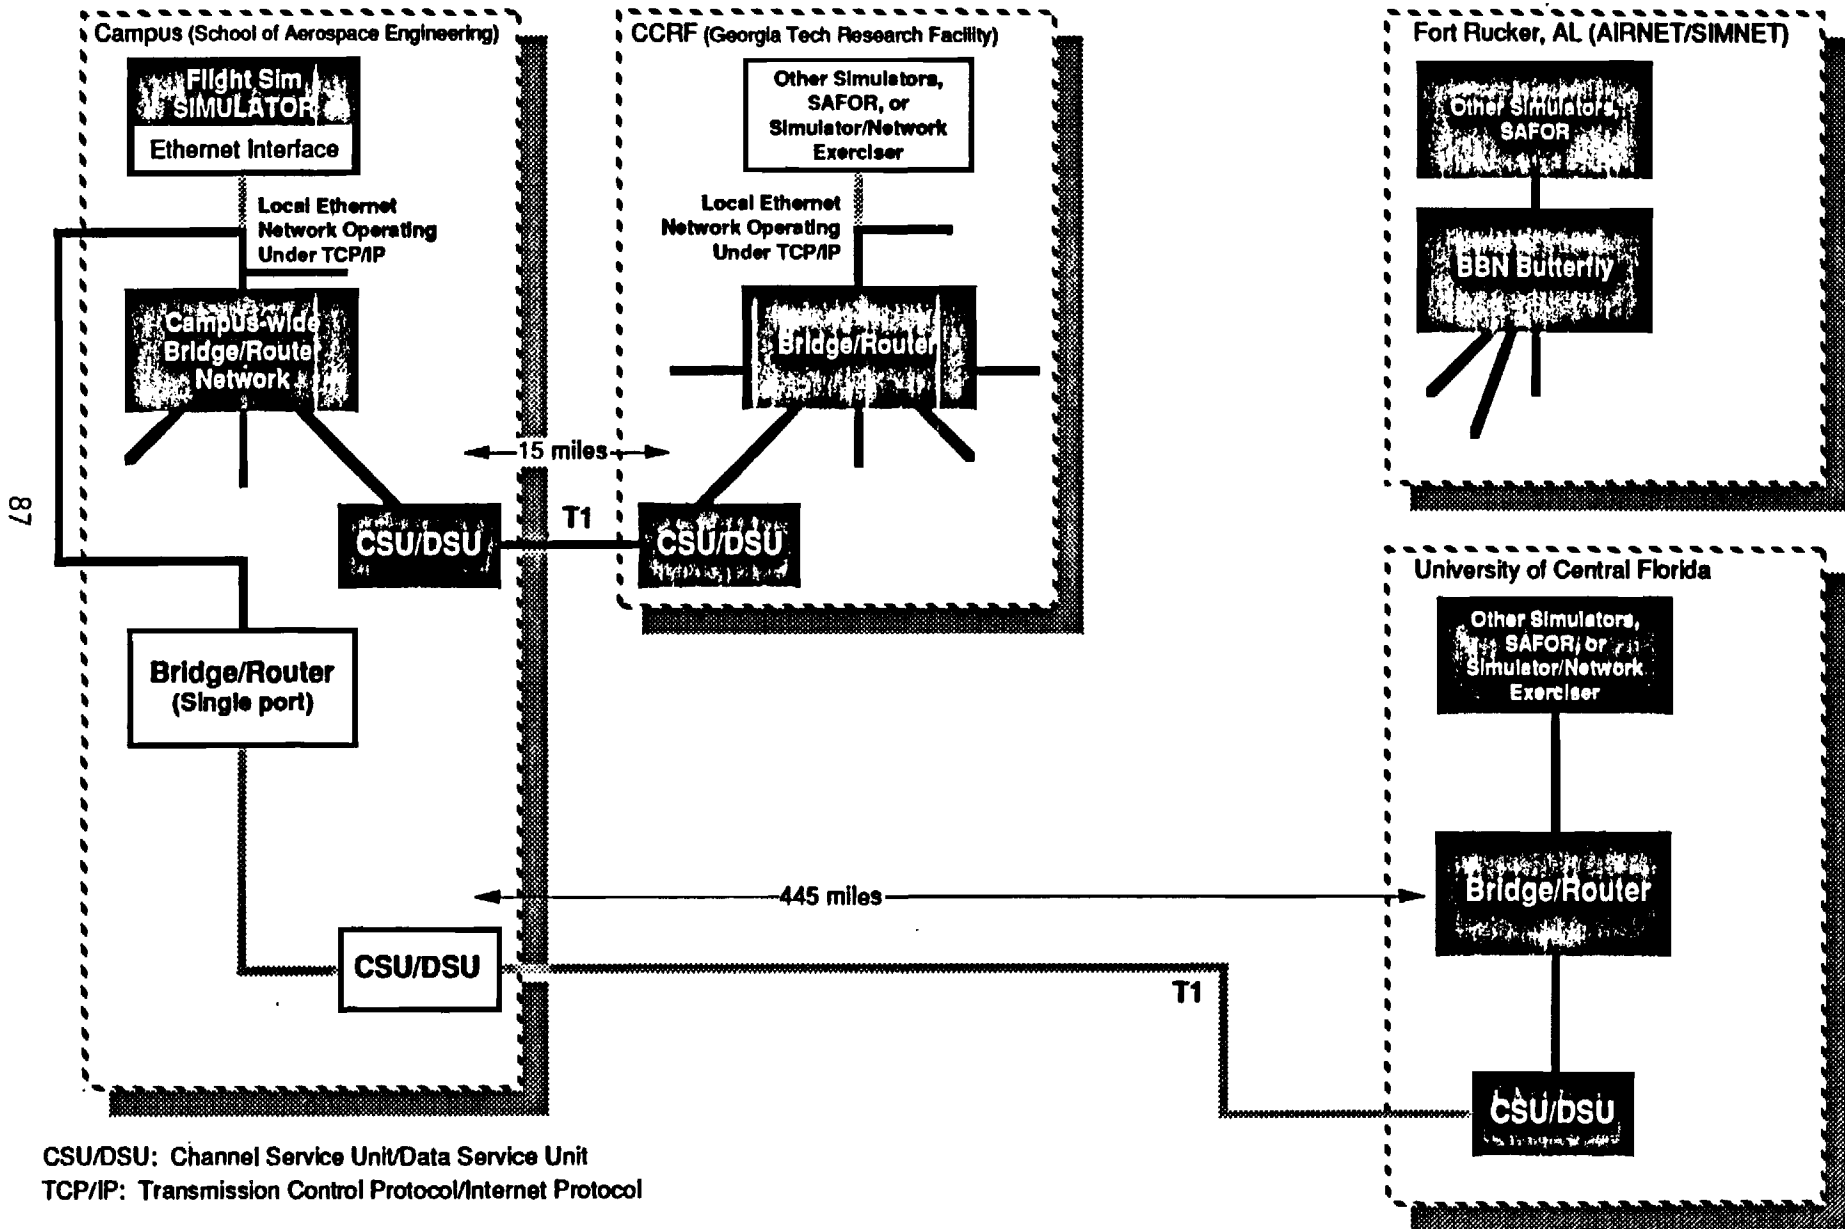 Campus (School of Aerospace Engineering)
Flight Sim
SIMULATOR
Ethernet Interface
Local Ethernet
Network Operating
Under TCP/IP
Campus-wide
Bridge/Router
Network
CSU/DSU
Bridge/Router
(Single port)
CSU/DSU
15 miles
T1
CCRF (Georgia Tech Research Facility)
Other Simulators,
SAFOR, or
Simulator/Network
Exerciser
Local Ethernet
Network Operating
Under TCP/IP
Bridge/Router
CSU/DSU
Fort Rucker, AL (AIRNET/SIMNET)
Other Simulators,
SAFOR
BBN Butterfly
445 miles
T1
University of Central Florida
Other Simulators,
SAFOR, or
Simulator/Network
Exerciser
Bridge/Router
CSU/DSU
87
CSU/DSU: Channel Service Unit/Data Service Unit
TCP/IP: Transmission Control Protocol/Internet Protocol